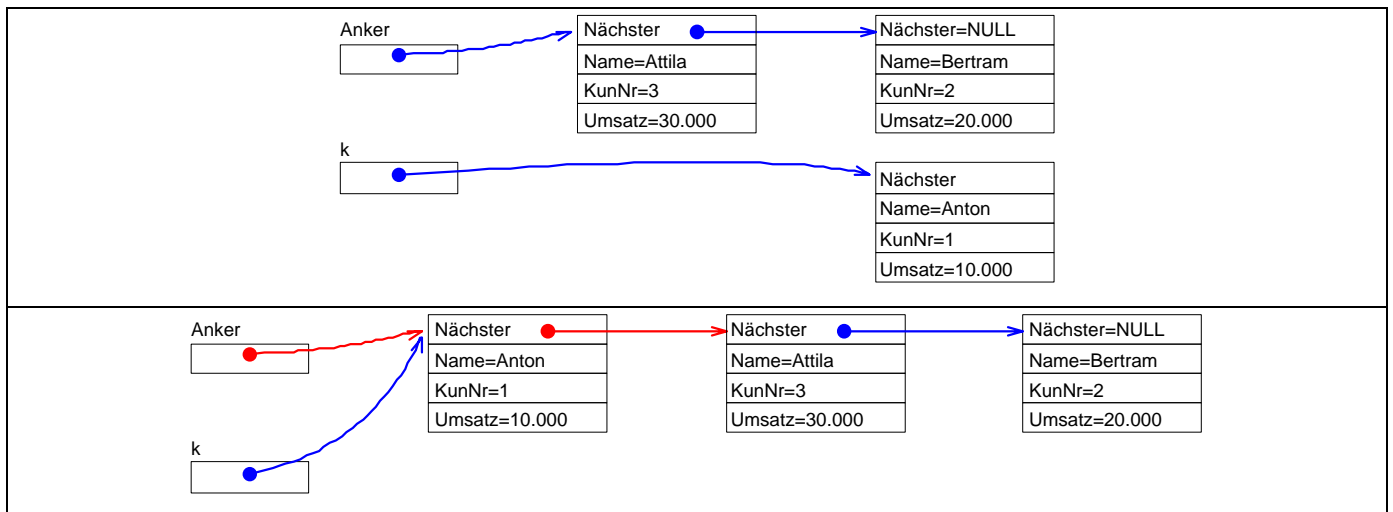 Anker
Nächster
Nächster=NULL
Name=Attila
Name=Bertram
KunNr=3
KunNr=2
Umsatz=30.000
Umsatz=20.000
k
Nächster
Name=Anton
KunNr=1
Umsatz=10.000
Anker
Nächster
Nächster
Nächster=NULL
Name=Anton
Name=Attila
Name=Bertram
KunNr=1
KunNr=3
KunNr=2
Umsatz=10.000
Umsatz=30.000
Umsatz=20.000
k